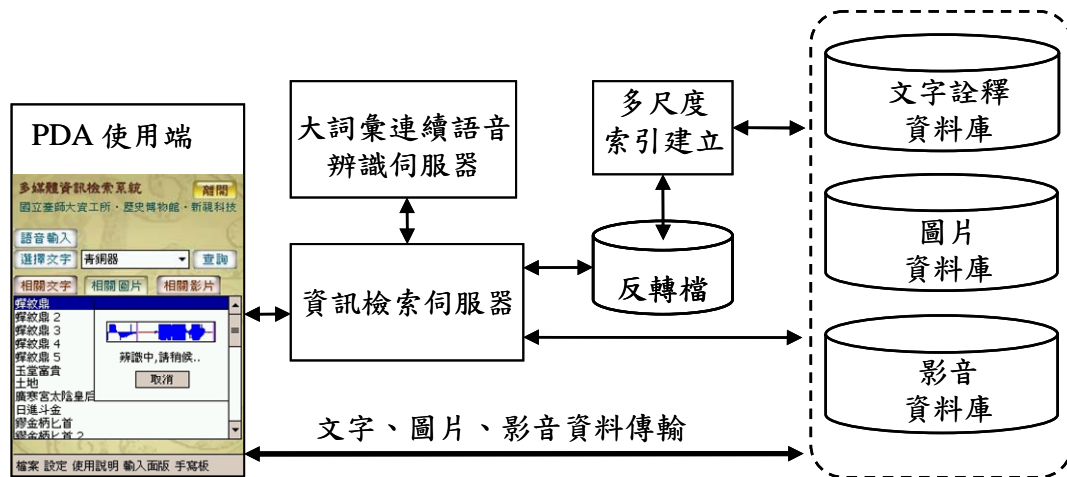 PDA 使用端
多媒體資訊檢索系統
離開
國立臺師大資工所・歷史博物館・新視科技
語音輸入
選擇文字 青銅器 查詢
相關文字 相關圖片 相關影片
蟬紋鼎
蟬紋鼎 2
蟬紋鼎 3
蟬紋鼎 4
蟬紋鼎 5
玉堂富貴
土地
廣寒宮太陰皇后
日進斗金
鏐金柄匕首
鏐金柄匕首 2
辨識中,請稍候..
取消
檔案 設定 使用說明 輸入面版 手寫板
大詞彙連續語音
辨識伺服器
資訊檢索伺服器
多尺度
索引建立
反轉檔
文字詮釋
資料庫
圖片
資料庫
影音
資料庫
文字、圖片、影音資料傳輸